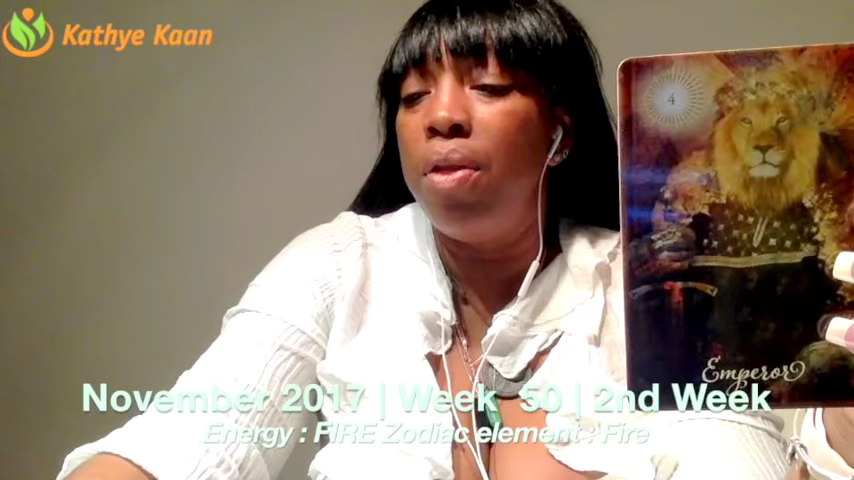 Kathye Kaan
4
Emperor
November 2017 | Week 50 | 2nd Week
Energy : FIRE Zodiac element : Fire